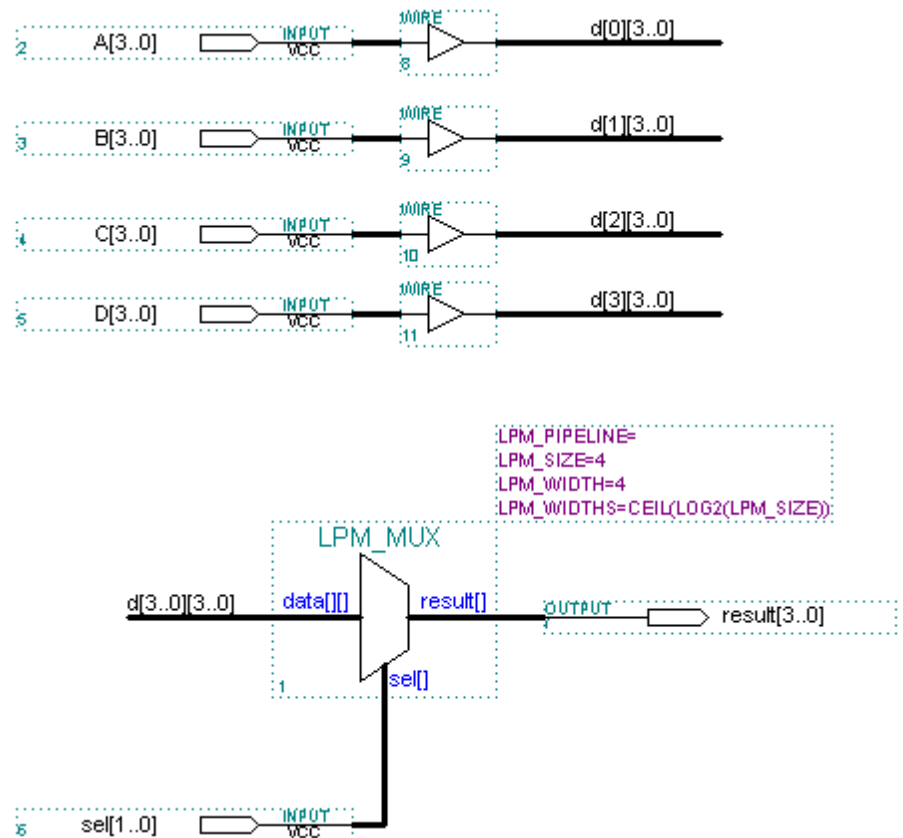 WIRE
2 A[3..0] INPUT VCC 8 d[0][3..0]
WIRE
3 B[3..0] INPUT VCC 9 d[1][3..0]
WIRE
4 C[3..0] INPUT VCC 10 d[2][3..0]
WIRE
5 D[3..0] INPUT VCC 11 d[3][3..0]
LPM_PIPELINE=
LPM_SIZE=4
LPM_WIDTH=4
LPM_WIDTHS=CEIL(LOG2(LPM_SIZE))
LPM_MUX
d[3..0][3..0] data[][] result[] OUTPUT result[3..0]
1 sel[]
6 sel[1..0] INPUT VCC